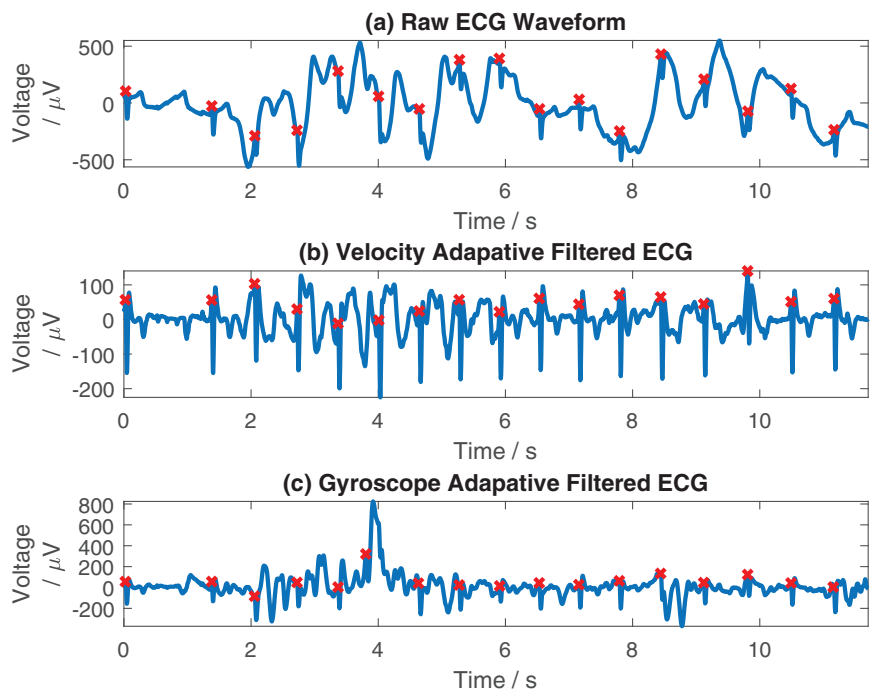 (a) Raw ECG Waveform
500
0
-500
Voltage
/ μV
0 2 4 6 8 10
Time / s
(b) Velocity Adapative Filtered ECG
100
0
-100
-200
Voltage
/ μV
0 2 4 6 8 10
Time / s
(c) Gyroscope Adapative Filtered ECG
800
600
400
200
0
-200
Voltage
/ μV
0 2 4 6 8 10
Time / s